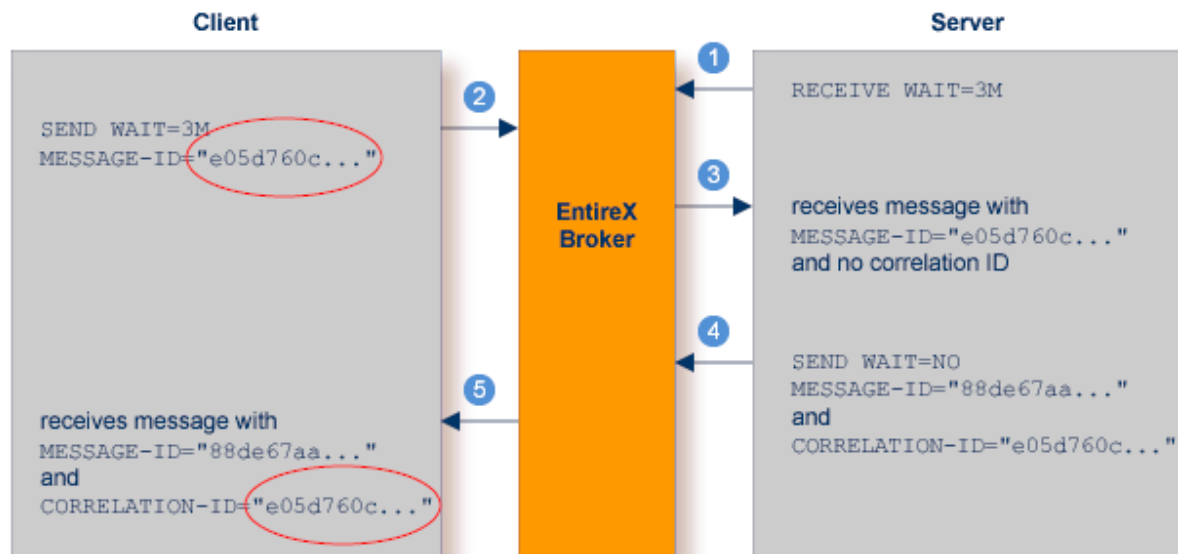 Client
Server
1
RECEIVE WAIT=3M
2
SEND WAIT=3M
MESSAGE-ID="e05d760c..."
3
EntireX
Broker
receives message with
MESSAGE-ID="e05d760c..."
and no correlation ID
4
SEND WAIT=NO
MESSAGE-ID="88de67aa..."
and
CORRELATION-ID="e05d760c..."
5
receives message with
MESSAGE-ID="88de67aa..."
and
CORRELATION-ID="e05d760c..."